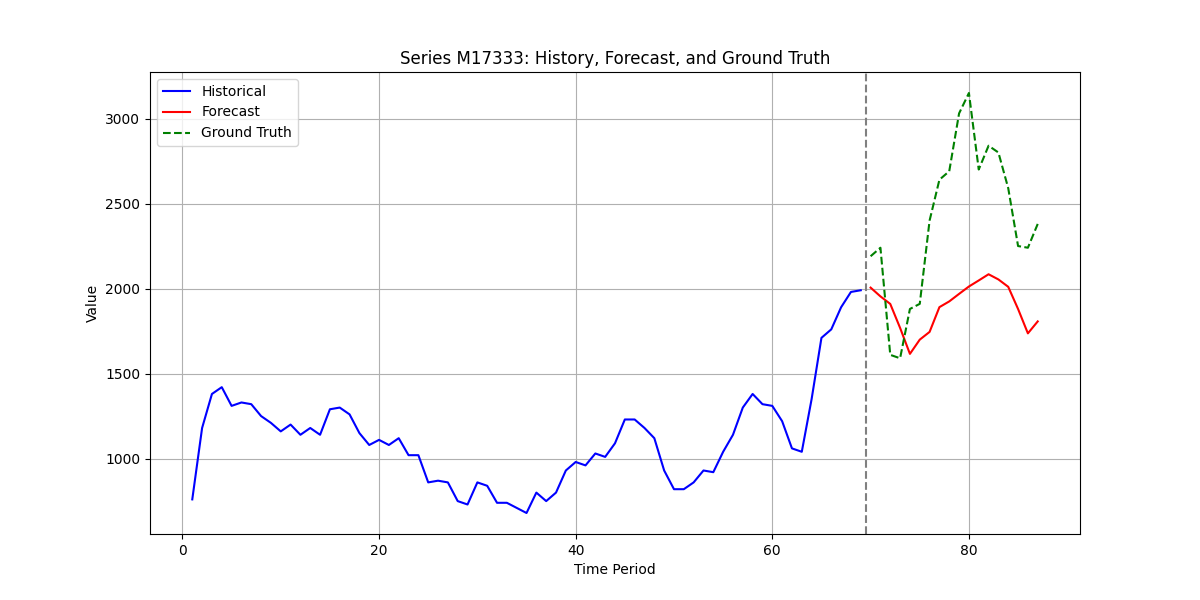 Series M17333: History, Forecast, and Ground Truth
Historical
Forecast
Ground Truth
3000
2500
2000
1500
1000
Value
0 20 40 60 80
Time Period